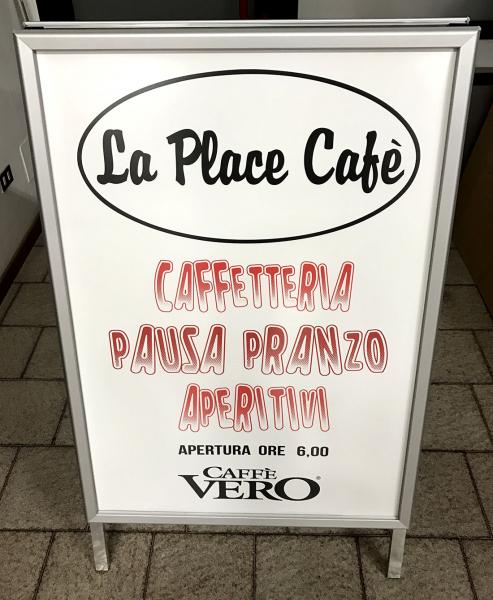 La Place Cafè
CAFFETTERIA
PAUSA PRANZO
APERITIVI
APERTURA ORE 6,00
CAFFÈ
VERO®